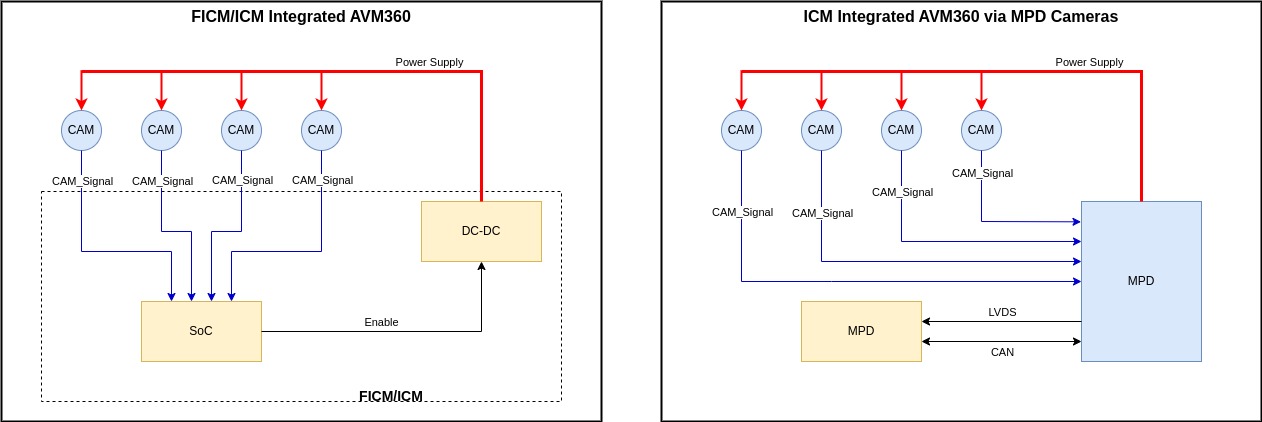 FICM/ICM Integrated AVM360
Power Supply
CAM
CAM
CAM
CAM
CAM_Signal
CAM_Signal
CAM_Signal
CAM_Signal
DC-DC
SoC
Enable
FICM/ICM
ICM Integrated AVM360 via MPD Cameras
Power Supply
CAM
CAM
CAM
CAM
CAM_Signal
CAM_Signal
CAM_Signal
CAM_Signal
MPD
LVDS
MPD
CAN